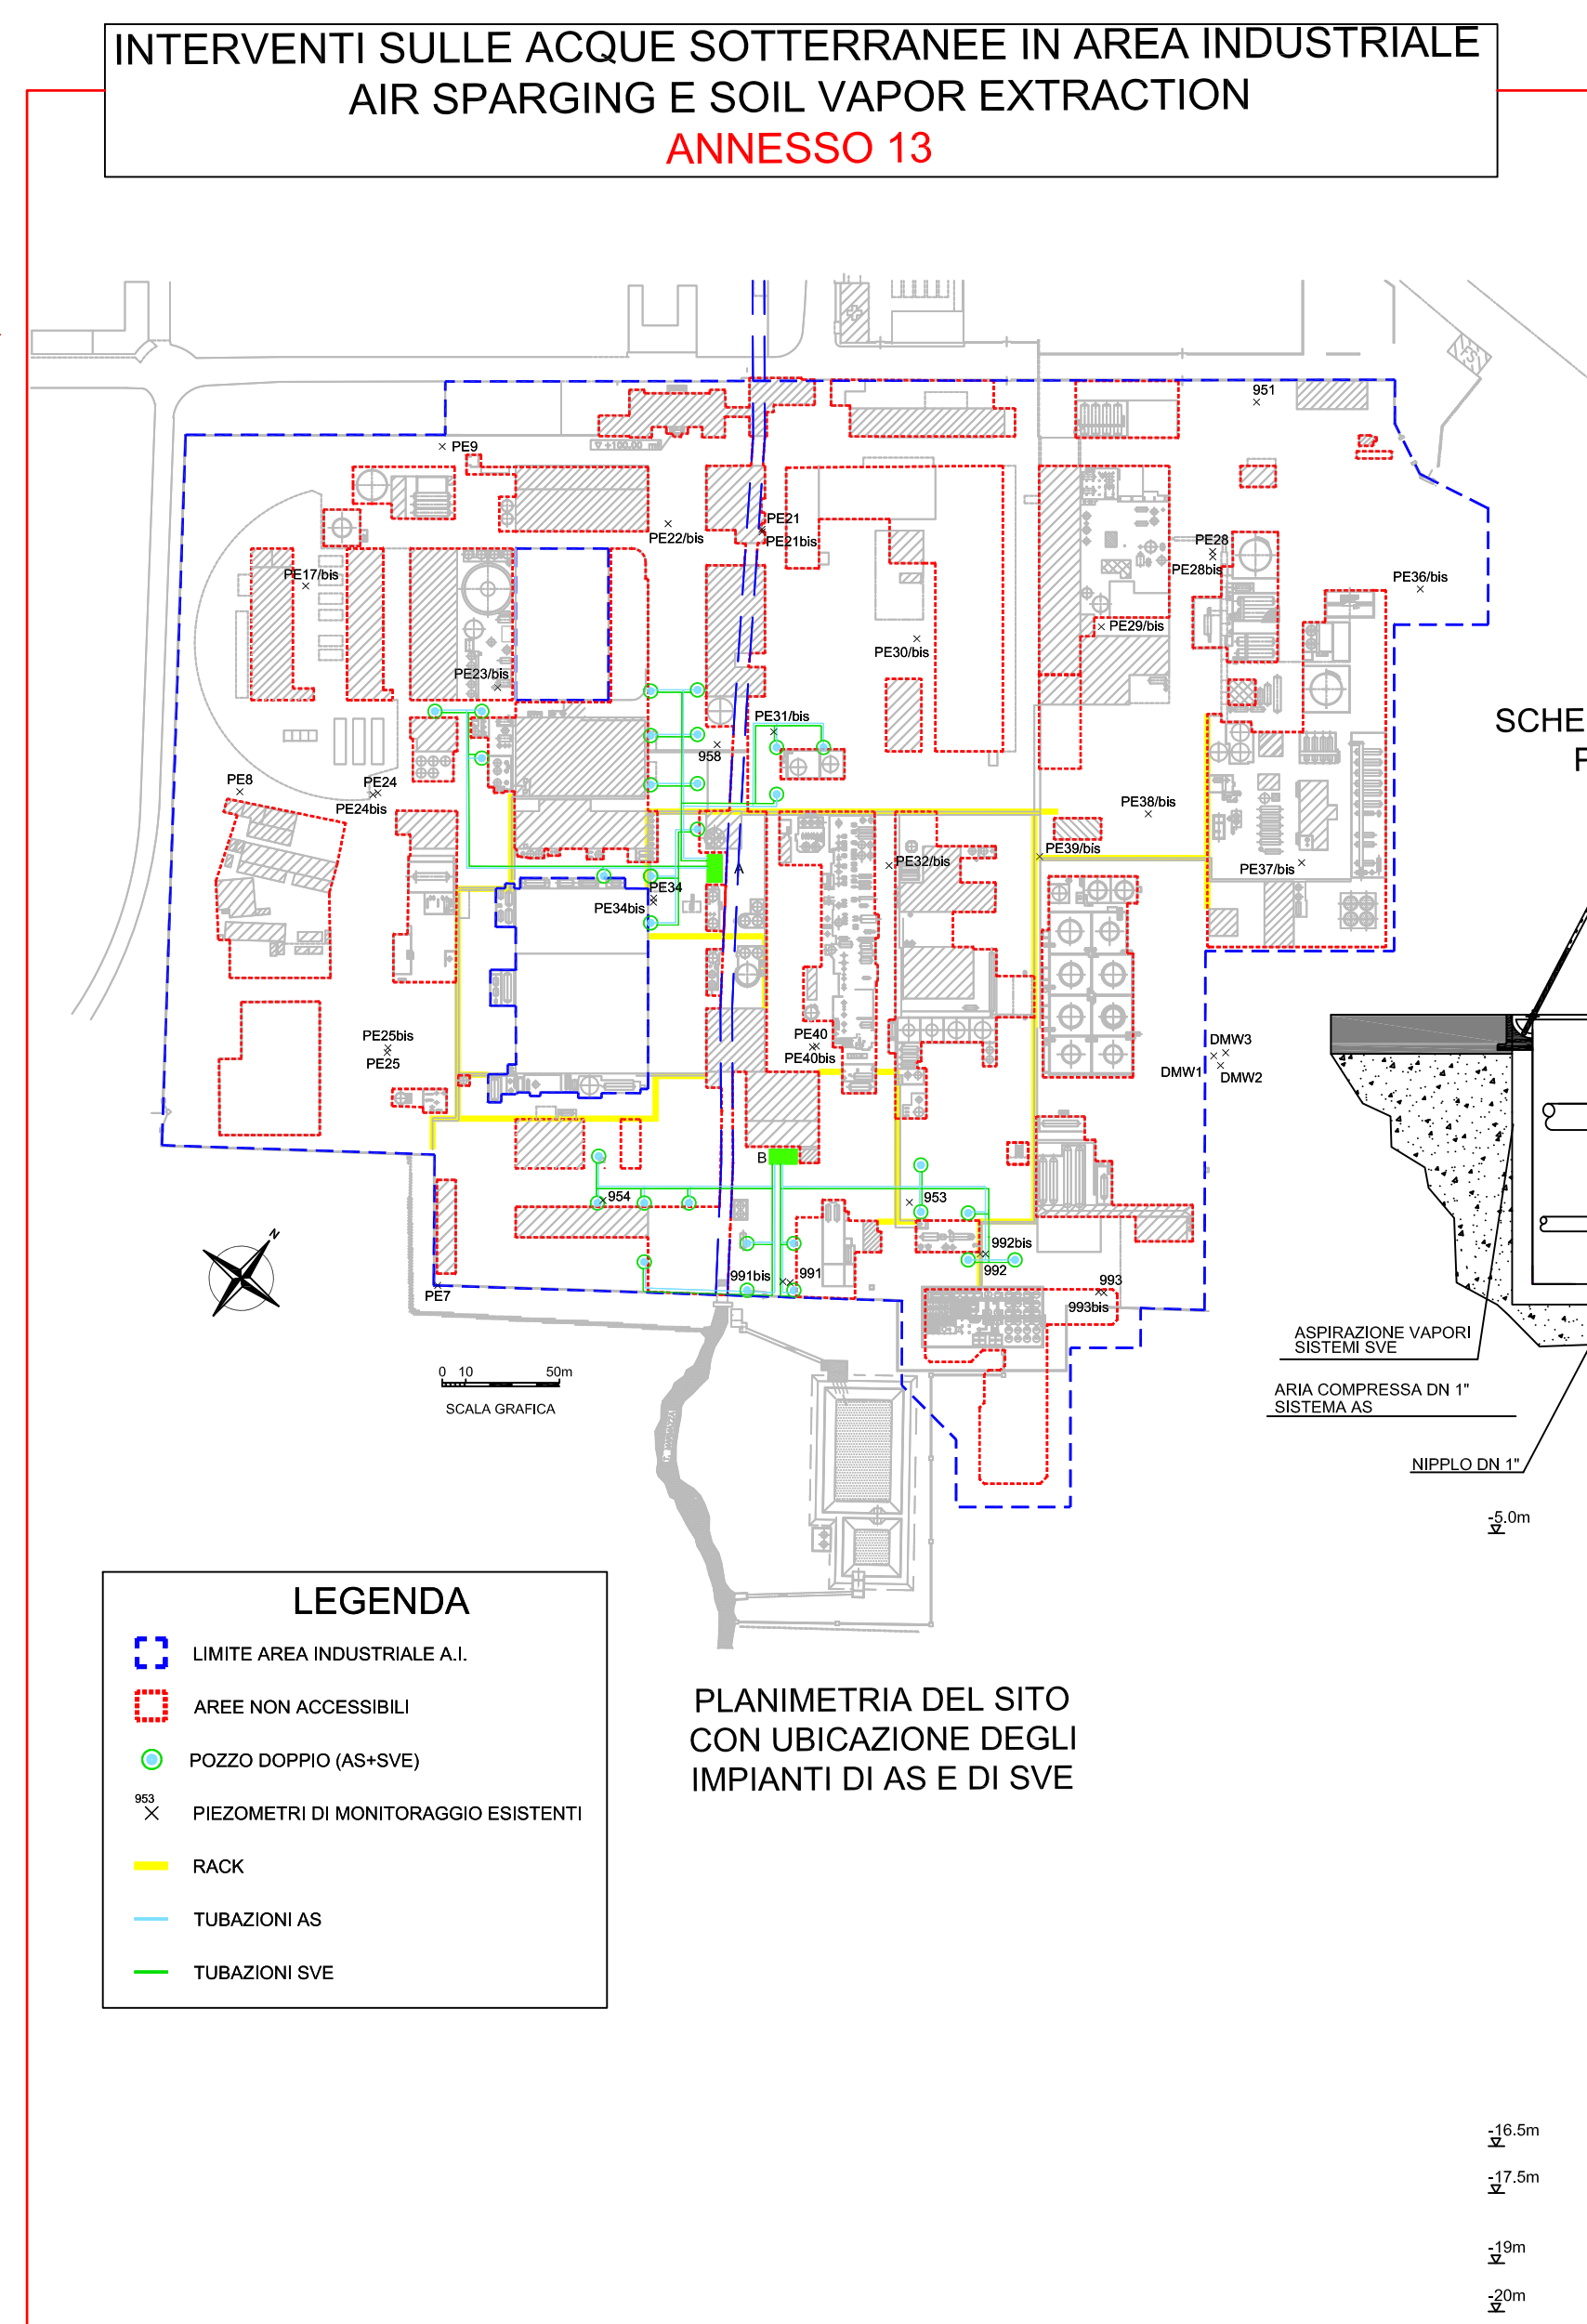 INTERVENTI SULLE ACQUE SOTTERRANEE IN AREA INDUSTRIALE
AIR SPARGING E SOIL VAPOR EXTRACTION
ANNESSO 13
951
PE9
PE21
PE22/bis
PE21bis
PE28
PE28bis
PE17/bis
PE36/bis
PE29/bis
PE30/bis
PE23/bis
PE31/bis
958
SCHE
P
PE8
PE24
PE24bis
PE38/bis
PE39/bis
PE32/bis
PE37/bis
A
PE34
PE34bis
PE25bis
PE25
PE40
PE40bis
DMW3
DMW1
DMW2
B
954
953
992bis
992
991bis
991
993
993bis
PE7
N
0 10 50m
SCALA GRAFICA
ASPIRAZIONE VAPORI
SISTEMI SVE
ARIA COMPRESSA DN 1"
SISTEMA AS
NIPPLO DN 1"
-5.0m
LEGENDA
LIMITE AREA INDUSTRIALE A.I.
AREE NON ACCESSIBILI
POZZO DOPPIO (AS+SVE)
953
PIEZOMETRI DI MONITORAGGIO ESISTENTI
RACK
TUBAZIONI AS
TUBAZIONI SVE
PLANIMETRIA DEL SITO
CON UBICAZIONE DEGLI
IMPIANTI DI AS E DI SVE
-16.5m
-17.5m
-19m
-20m